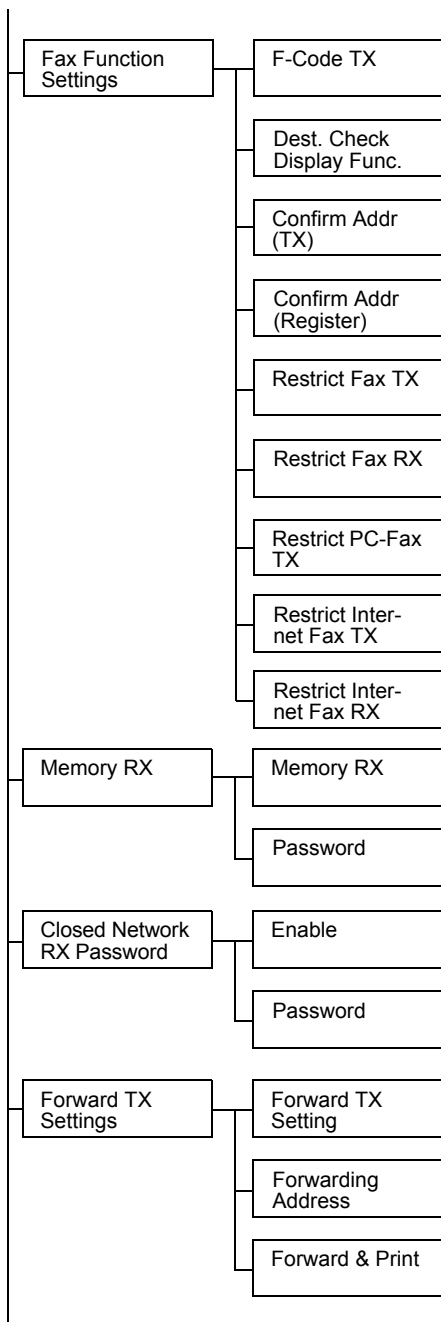 Fax Function
Settings
F-Code TX
Dest. Check
Display Func.
Confirm Addr
(TX)
Confirm Addr
(Register)
Restrict Fax TX
Restrict Fax RX
Restrict PC-Fax
TX
Restrict Inter-
net Fax TX
Restrict Inter-
net Fax RX
Memory RX
Memory RX
Password
Closed Network
RX Password
Enable
Password
Forward TX
Settings
Forward TX
Setting
Forwarding
Address
Forward & Print